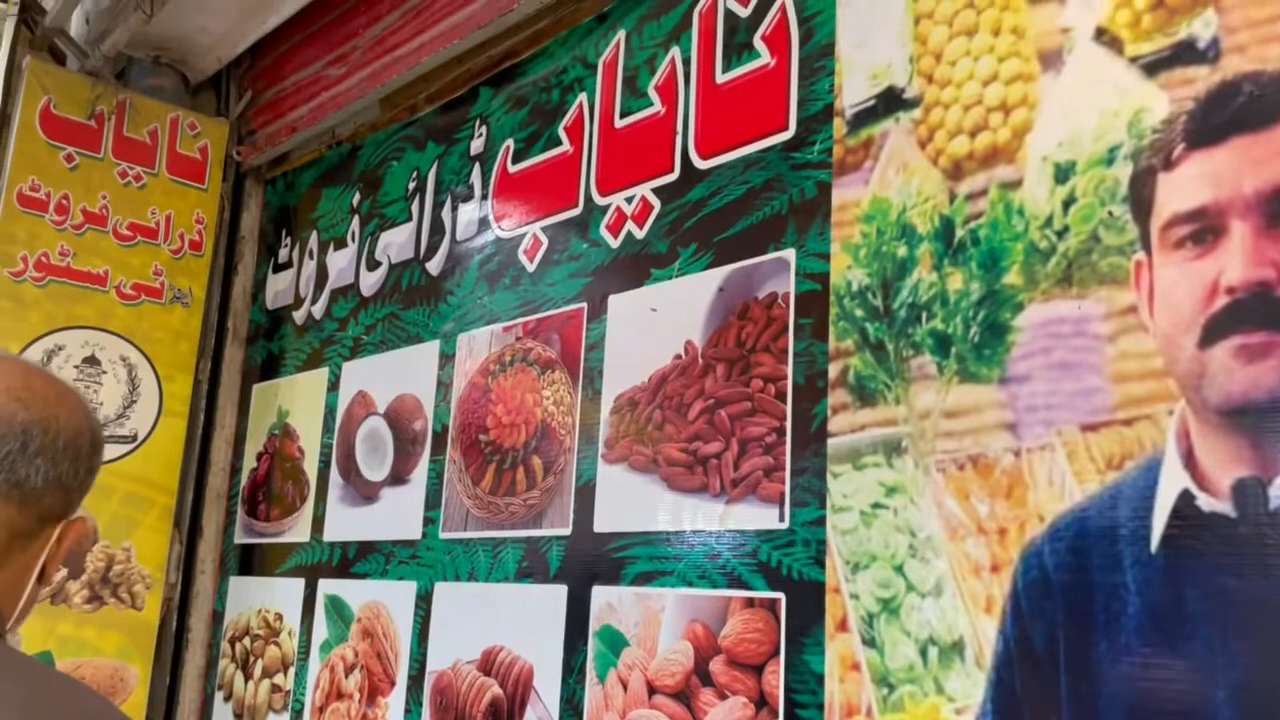 نایاب ڈرائی فروٹ
نایاب
ڈرائی فروٹ
اینڈ ٹی سٹور